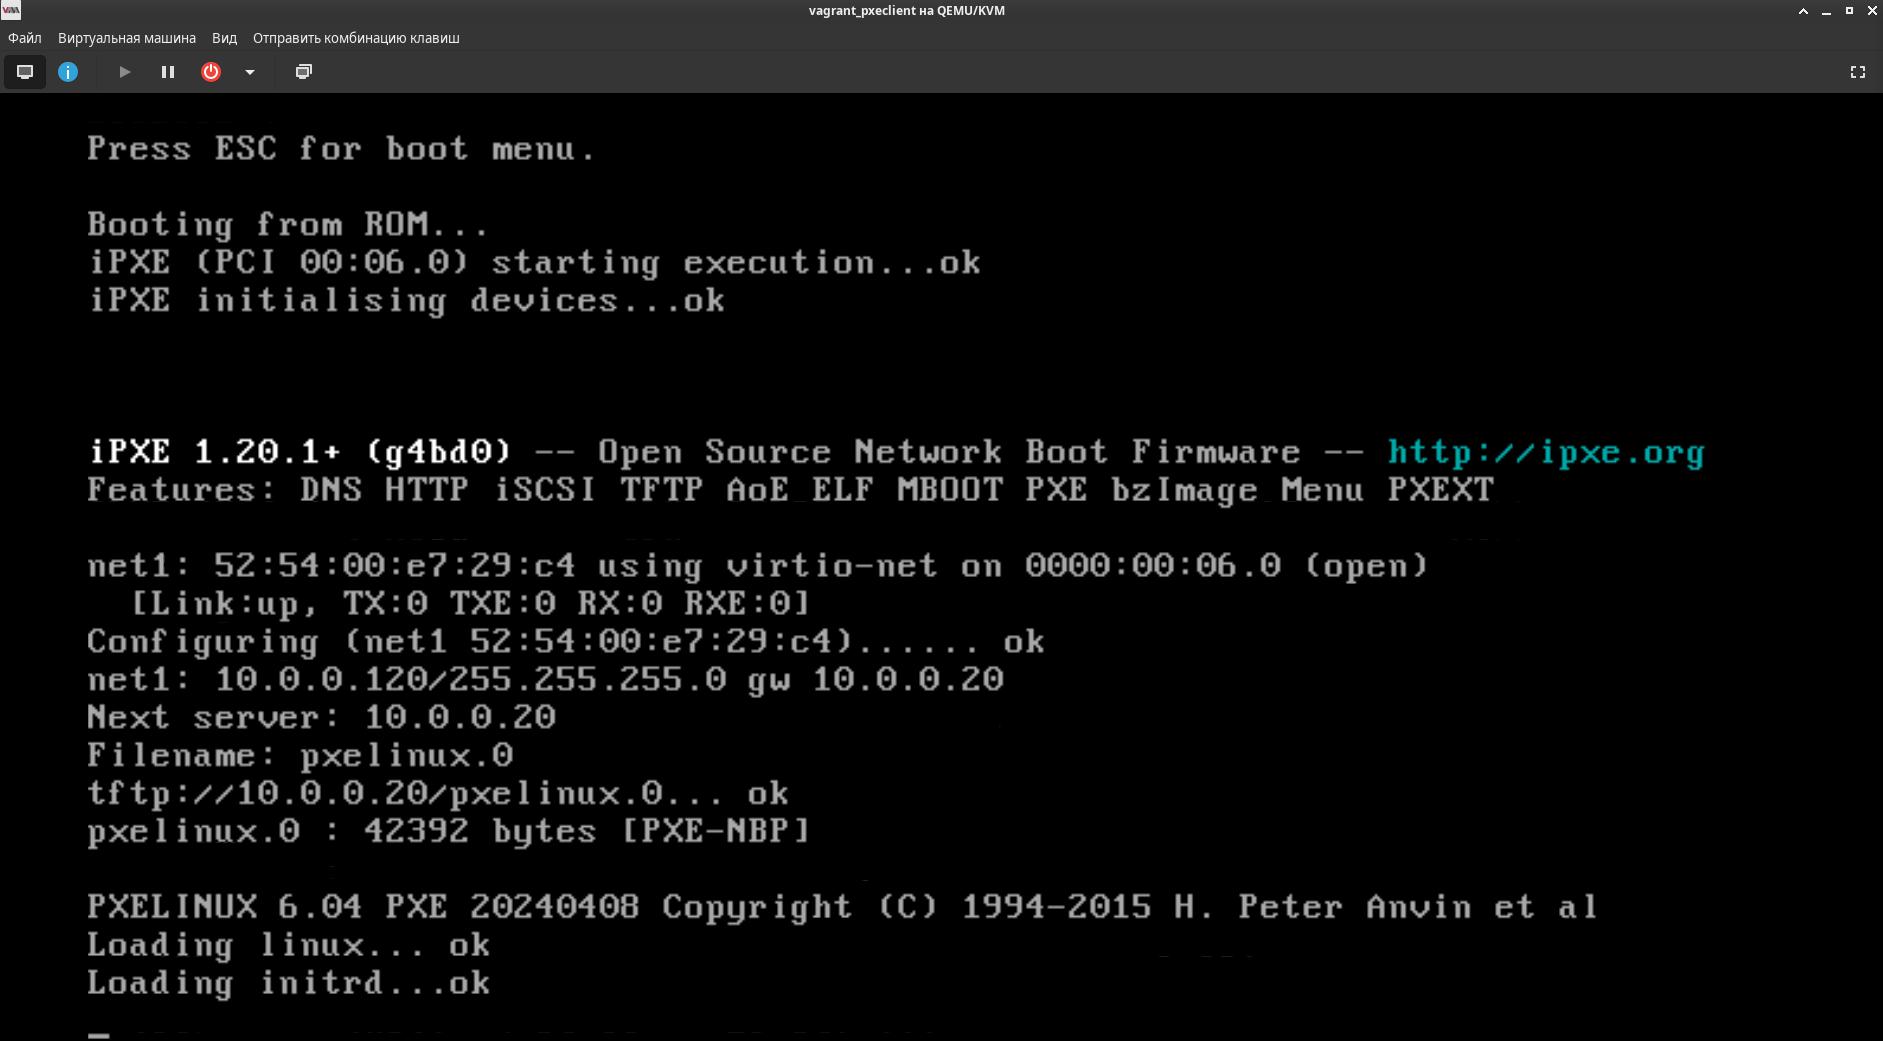 vagrant_pxeclient на QEMU/KVM
Файл Виртуальная машина Вид Отправить комбинацию клавиш
Press ESC for boot menu.
Booting from ROM...
iPXE (PCI 00:06.0) starting execution...ok
iPXE initialising devices...ok
iPXE 1.20.1+ (g4bd0) -- Open Source Network Boot Firmware -- http://ipxe.org
Features: DNS HTTP iSCSI TFTP AoE ELF MBOOT PXE bzImage Menu PXEXT
net1: 52:54:00:e7:29:c4 using virtio-net on 0000:00:06.0 (open)
[Link:up, TX:0 TXE:0 RX:0 RXE:0]
Configuring (net1 52:54:00:e7:29:c4)...... ok
net1: 10.0.0.120/255.255.255.0 gw 10.0.0.20
Next server: 10.0.0.20
Filename: pxelinux.0
tftp://10.0.0.20/pxelinux.0... ok
pxelinux.0 : 42392 bytes [PXE-NBP]
PXELINUX 6.04 PXE 20240408 Copyright (C) 1994-2015 H. Peter Anvin et al
Loading linux... ok
Loading initrd...ok